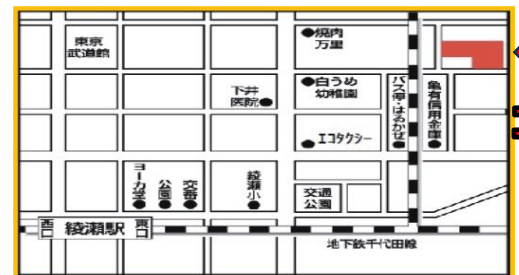 東京
武道館
焼肉
万里
下井
医院
白うめ
幼稚園
バス停・はるかぜ
亀有信用金庫
エコタクシー
ヨーカ堂
公園
交番
綾瀬小
交通
公園
西口
綾瀬駅
東口
地下鉄千代田線